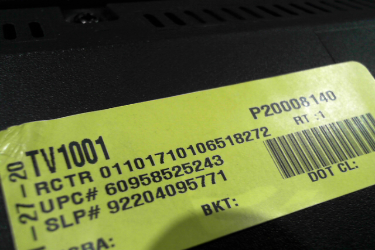 P20008140
TV1001
RT :1
RCTR 01101710106518272
UPC# 60958525243
SLP# 92204095771
BKT:
DOT CL:
-27-20